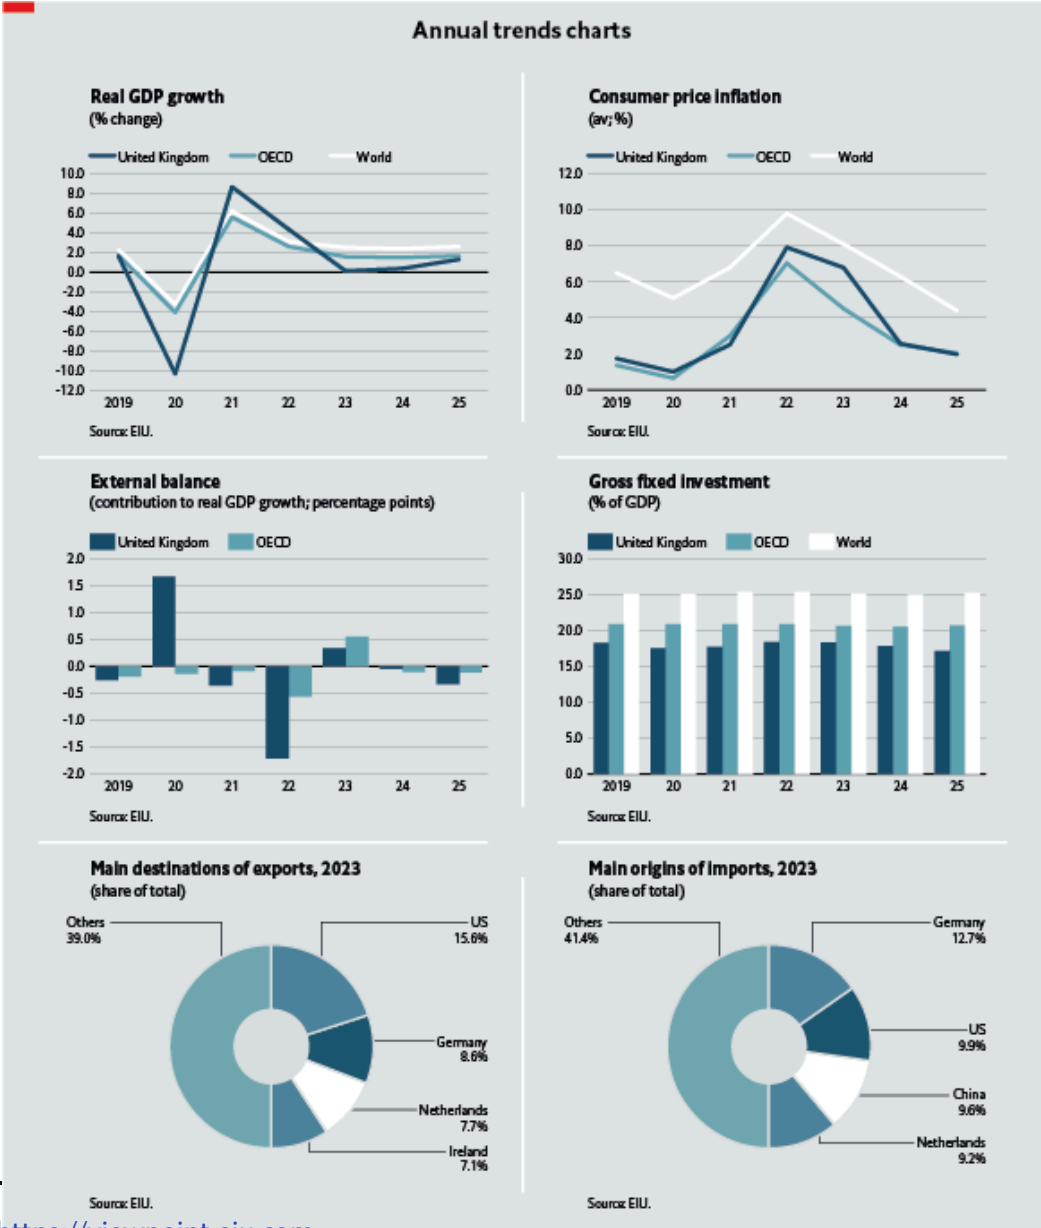 Annual trends charts
Real GDP growth
(% change)
United Kingdom OECD World
10.0
8.0
6.0
4.0
2.0
0.0
-2.0
-4.0
-6.0
-8.0
-10.0
-12.0
2019 20 21 22 23 24 25
Source: EIU.
Consumer price inflation
(av; %)
United Kingdom OECD World
12.0
10.0
8.0
6.0
4.0
2.0
0.0
2019 20 21 22 23 24 25
Source: EIU.
External balance
(contribution to real GDP growth; percentage points)
United Kingdom OECD
2.0
1.5
1.0
0.5
0.0
-0.5
-1.0
-1.5
-2.0
2019 20 21 22 23 24 25
Source: EIU.
Gross fixed investment
(% of GDP)
United Kingdom OECD World
30.0
25.0
20.0
15.0
10.0
5.0
0.0
2019 20 21 22 23 24 25
Source: EIU.
Main destinations of exports, 2023
(share of total)
Others
39.0%
US
15.6%
Germany
8.6%
Netherlands
7.7%
Ireland
7.1%
Source: EIU.
Main origins of imports, 2023
(share of total)
Others
41.4%
Germany
12.7%
US
9.9%
China
9.6%
Netherlands
9.2%
Source: EIU.